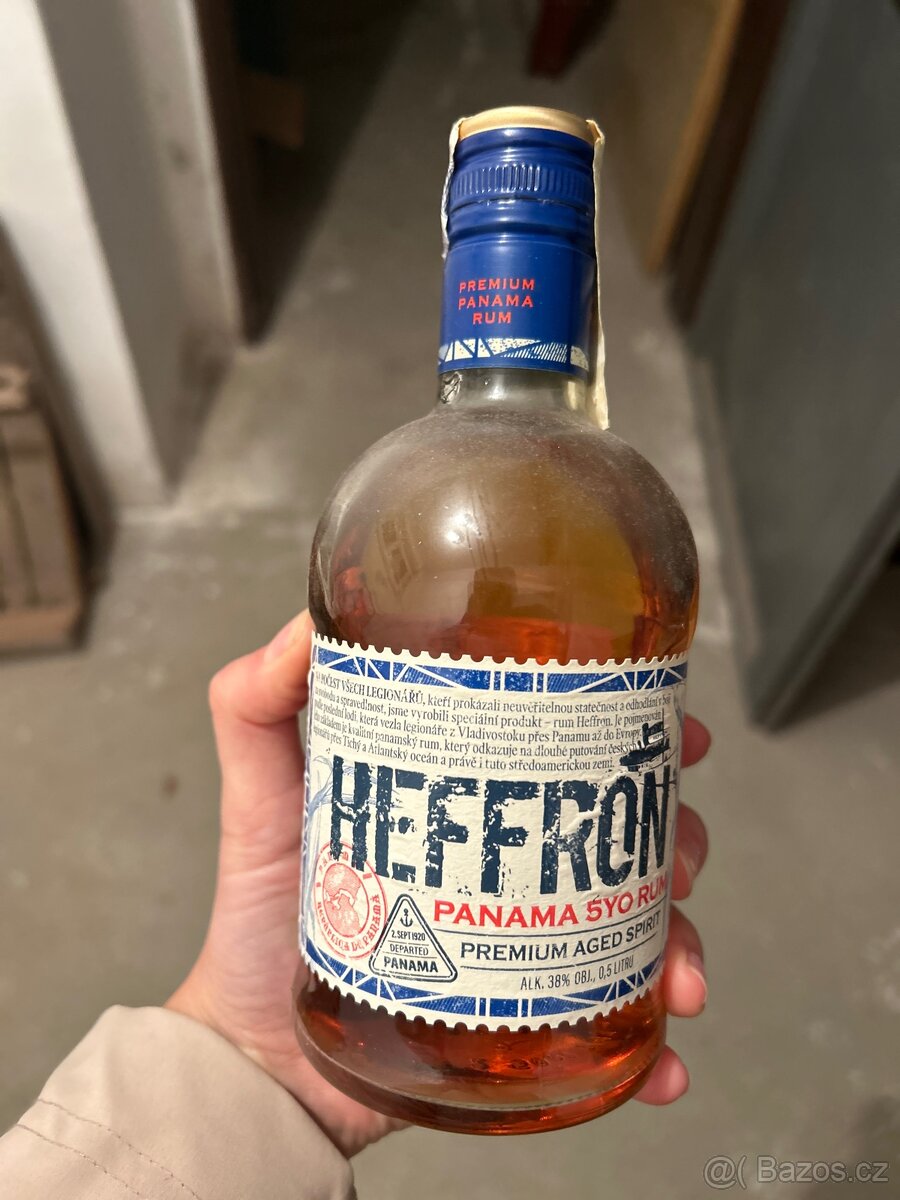 PREMIUM
PANAMA
RUM
NA POČEST VŠECH LEGIONÁŘŮ, kteří prokázali neuvěřitelnou statečnost a odhodlání v boji
za svobodu a spravedlnost, jsme vyrobili speciální produkt – rum Heffron. Je pojmenován
poslední lodi, která vezla legionáře z Vladivostoku přes Panamu až do Evropy.
základem je kvalitní panamský rum, který odkazuje na dlouhé putování českých
přes Tichý a Atlantský oceán a právě i tuto středoamerickou zemi.
HEFFRON
PANAMA 5YO RUM
PREMIUM AGED SPIRIT
ALK. 38% OBJ., 0,5 LITRU
REPUBLICA DE PANAMA
2. SEPT 1920
DEPARTED
PANAMA
@( Bazos.cz